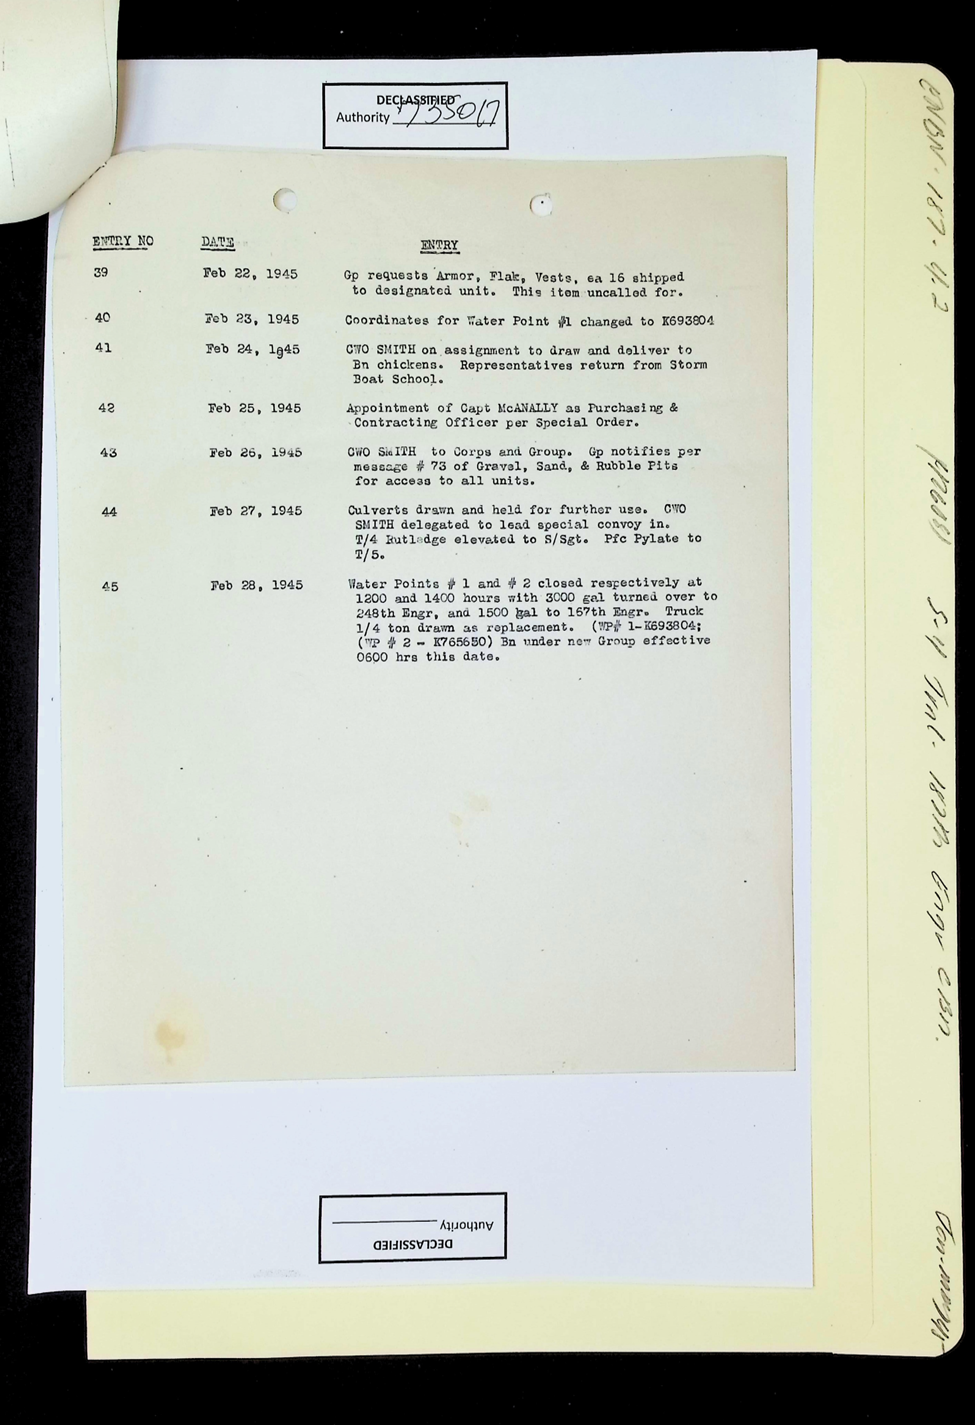 DECLASSIFIED
Authority 735017
ENTRY NO DATE ENTRY
39 Feb 22, 1945 Gp requests Armor, Flak, Vests, ea 16 shipped
to designated unit. This item uncalled for.
40 Feb 23, 1945 Coordinates for Water Point #1 changed to K693804
41 Feb 24, 1945 CWO SMITH on assignment to draw and deliver to
Bn chickens. Representatives return from Storm
Boat School.
42 Feb 25, 1945 Appointment of Capt McANALLY as Purchasing &
Contracting Officer per Special Order.
43 Feb 26, 1945 CWO SMITH to Corps and Group. Gp notifies per
message # 73 of Gravel, Sand, & Rubble Pits
for access to all units.
44 Feb 27, 1945 Culverts drawn and held for further use. CWO
SMITH delegated to lead special convoy in.
T/4 Rutledge elevated to S/Sgt. Pfc Pylate to
T/5.
45 Feb 28, 1945 Water Points # 1 and # 2 closed respectively at
1200 and 1400 hours with 3000 gal turned over to
248th Engr, and 1500 gal to 167th Engr. Truck
1/4 ton drawn as replacement. (WP# 1-K693804;
(WP # 2 - K765650) Bn under new Group effective
0600 hrs this date.
DECLASSIFIED
Authority
ENBN-187-4.2
S-4 Jnl- 187th Engr C Bn.